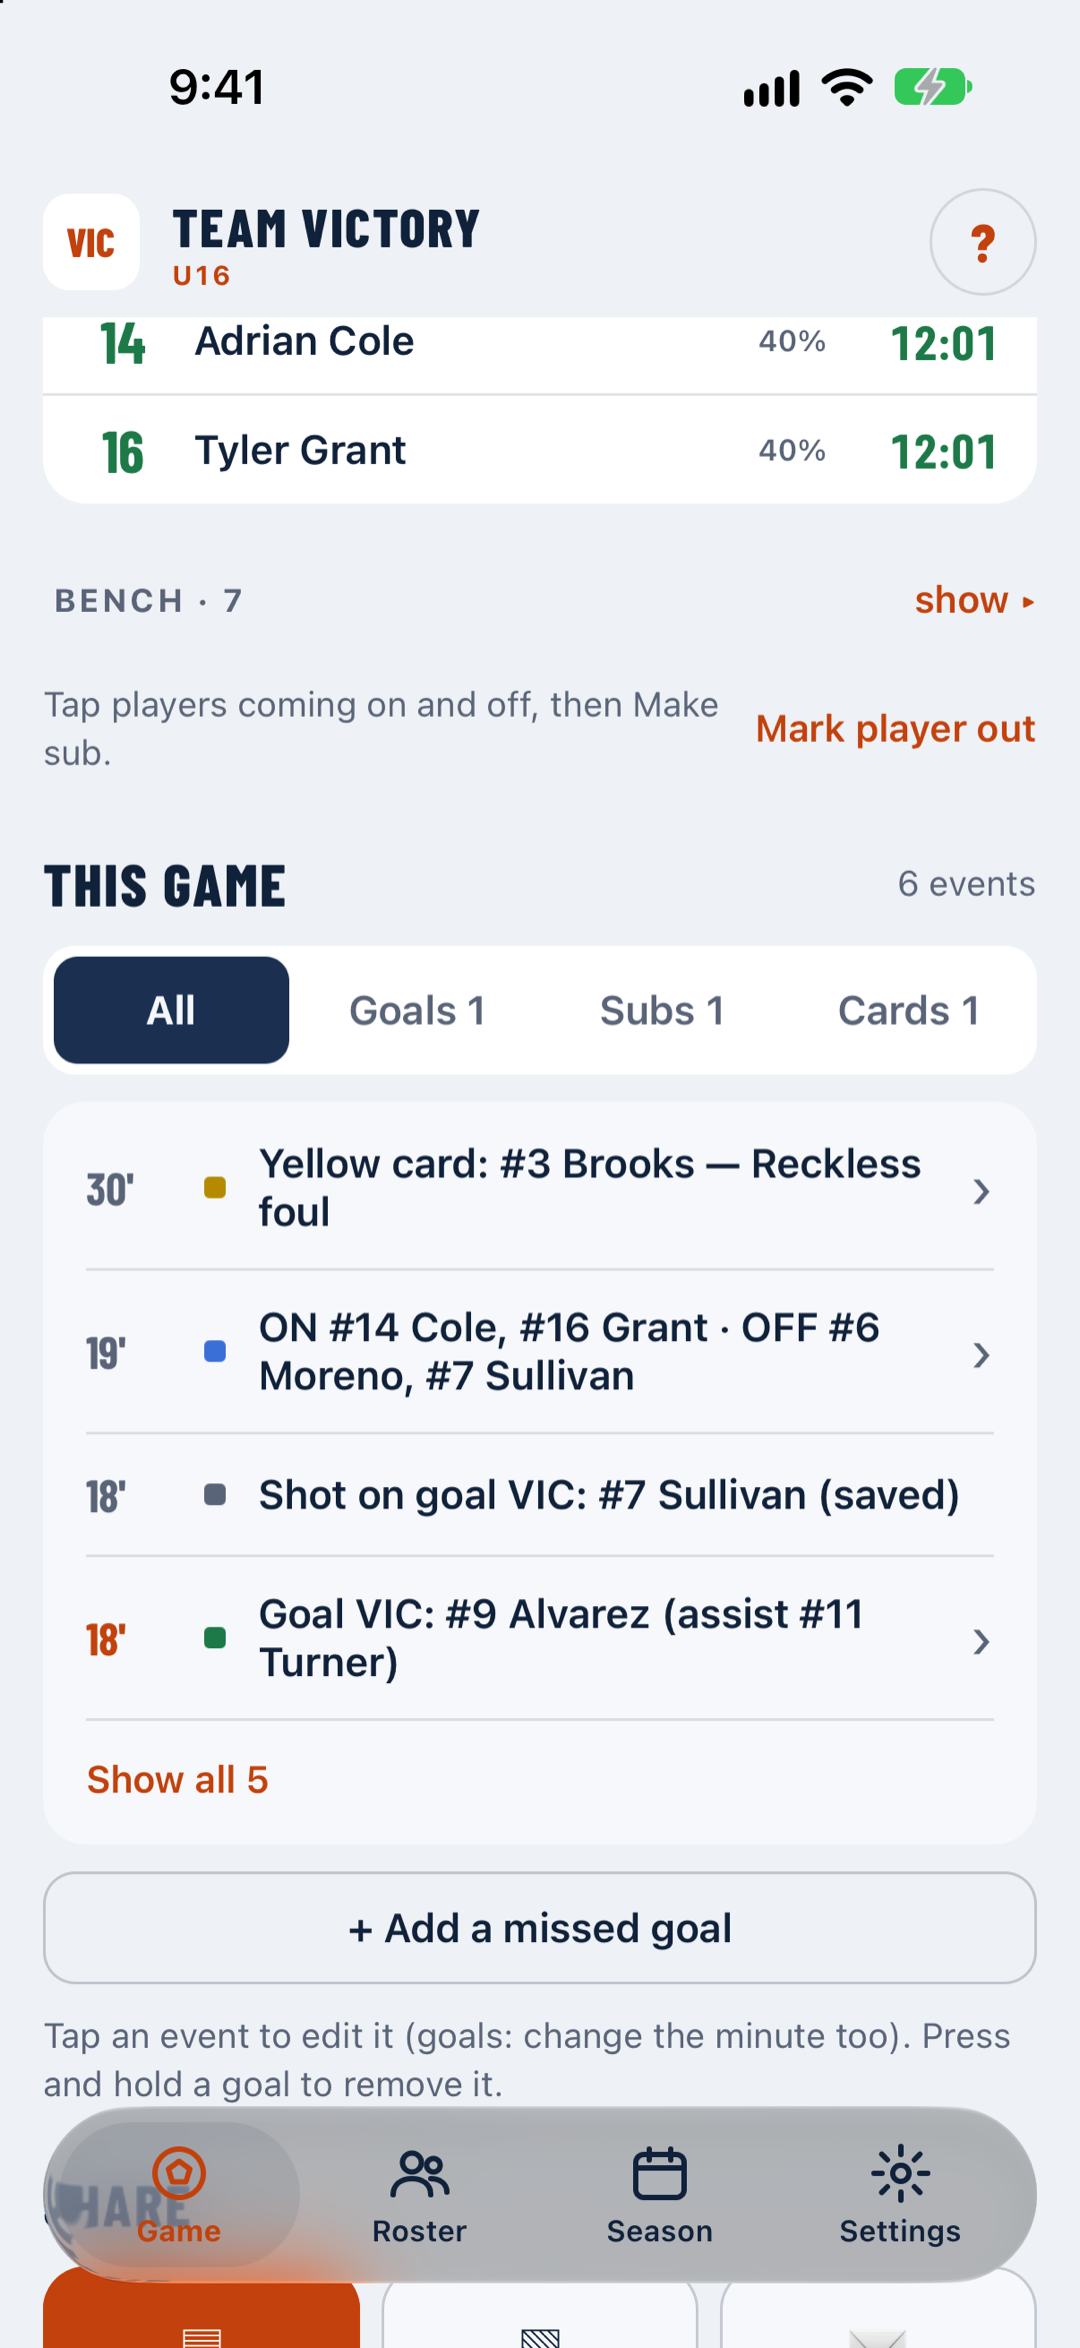 9:41
VIC
TEAM VICTORY
U16
?
14 Adrian Cole 40% 12:01
16 Tyler Grant 40% 12:01
BENCH · 7 show ▸
Tap players coming on and off, then Make
sub.
Mark player out
THIS GAME 6 events
All Goals 1 Subs 1 Cards 1
30' Yellow card: #3 Brooks — Reckless
foul
19' ON #14 Cole, #16 Grant · OFF #6
Moreno, #7 Sullivan
18' Shot on goal VIC: #7 Sullivan (saved)
18' Goal VIC: #9 Alvarez (assist #11
Turner)
Show all 5
+ Add a missed goal
Tap an event to edit it (goals: change the minute too). Press
and hold a goal to remove it.
Game Roster Season Settings